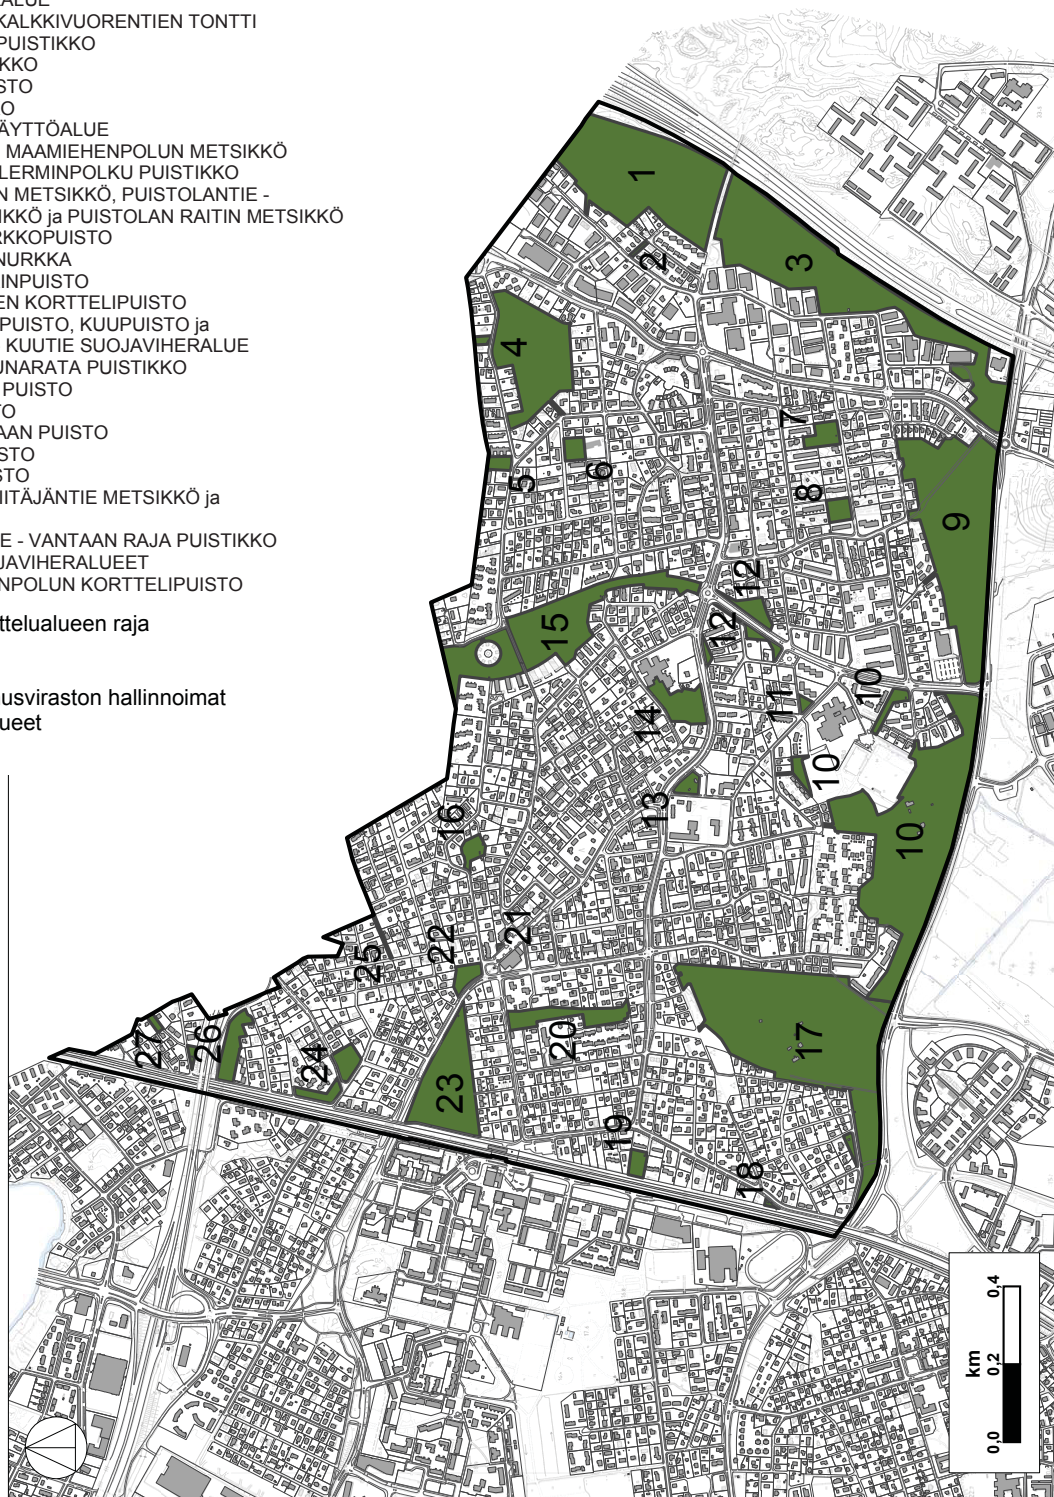 ALUE
KALKKIVUORENTIEN TONTTI
PUISTIKKO
IKKO
STO
O
ÄYTTÖALUE
MAAMIEHENPOLUN METSIKKÖ
LERMINPOLKU PUISTIKKO
N METSIKKÖ, PUISTOLANTIE -
IKKÖ ja PUISTOLAN RAITIN METSIKKÖ
RKKOPUISTO
NURKKA
INPUISTO
EN KORTTELIPUISTO
PUISTO, KUUPUISTO ja
KUUTIE SUOJAVIHERALUE
UNARATA PUISTIKKO
PUISTO
TO
AAN PUISTO
STO
STO
HITÄJÄNTIE METSIKKÖ ja
E - VANTAAN RAJA PUISTIKKO
JAVIHERALUEET
NPOLUN KORTTELIPUISTO
ttelualueen raja
usviraston hallinnoimat
ueet
1
2
3
4
5
6
7
8
9
12
12
15
11
10
14
10
13
10
16
21
22
25
17
20
26
27
24
23
19
18
km
0,0
0,2
0,4